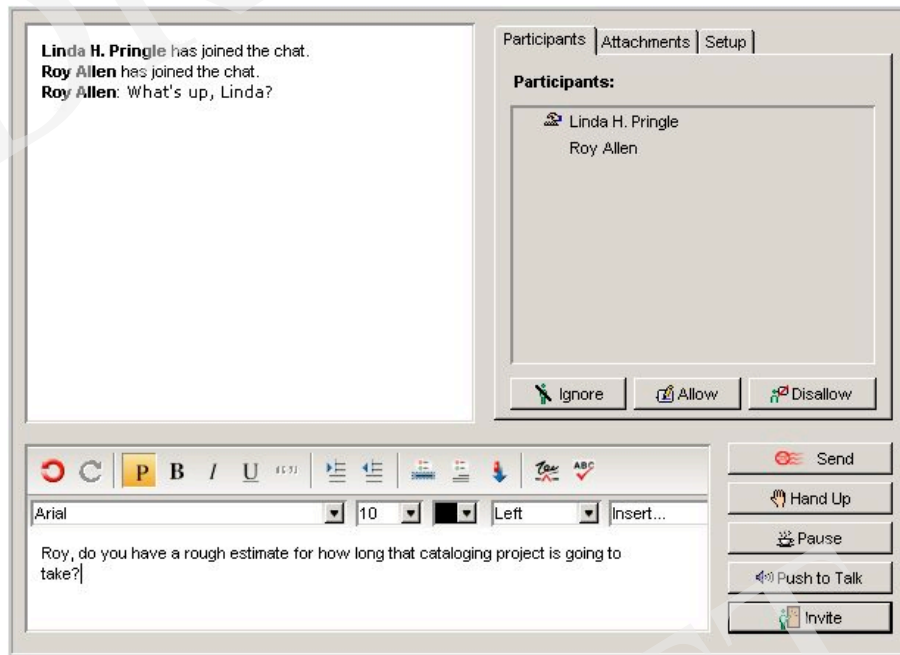 Linda H. Pringle has joined the chat.
Roy Allen has joined the chat.
Roy Allen: What's up, Linda?
Participants Attachments Setup
Participants:
Linda H. Pringle
Roy Allen
Ignore Allow Disallow
P B I U
ABC
Arial 10 Left Insert...
Roy, do you have a rough estimate for how long that cataloging project is going to
take?
Send
Hand Up
Pause
Push to Talk
Invite